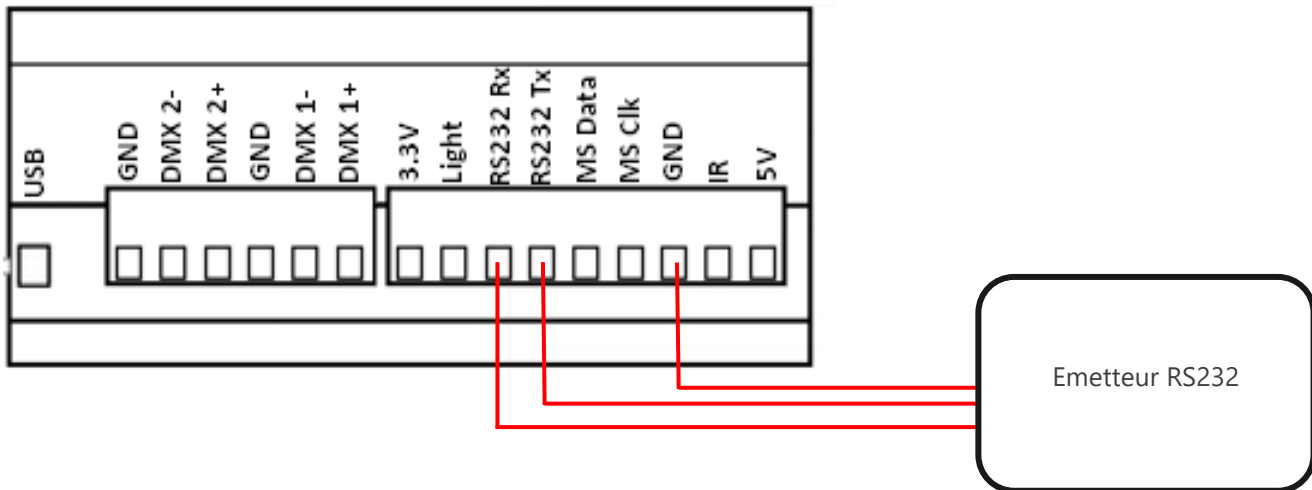 USB
GND
DMX 2-
DMX 2+
GND
DMX 1-
DMX 1+
3.3V
Light
RS232 Rx
RS232 Tx
MS Data
MS Clk
GND
IR
5V
Emetteur RS232